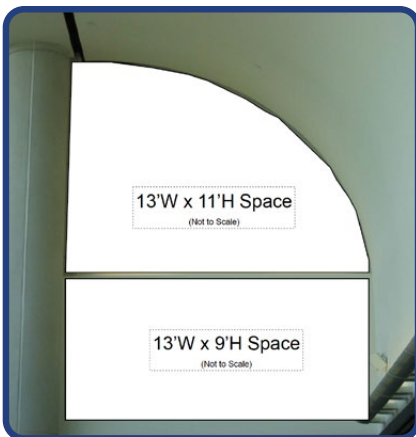 13'W x 11'H Space
(Not to Scale)
13'W x 9'H Space
(Not to Scale)